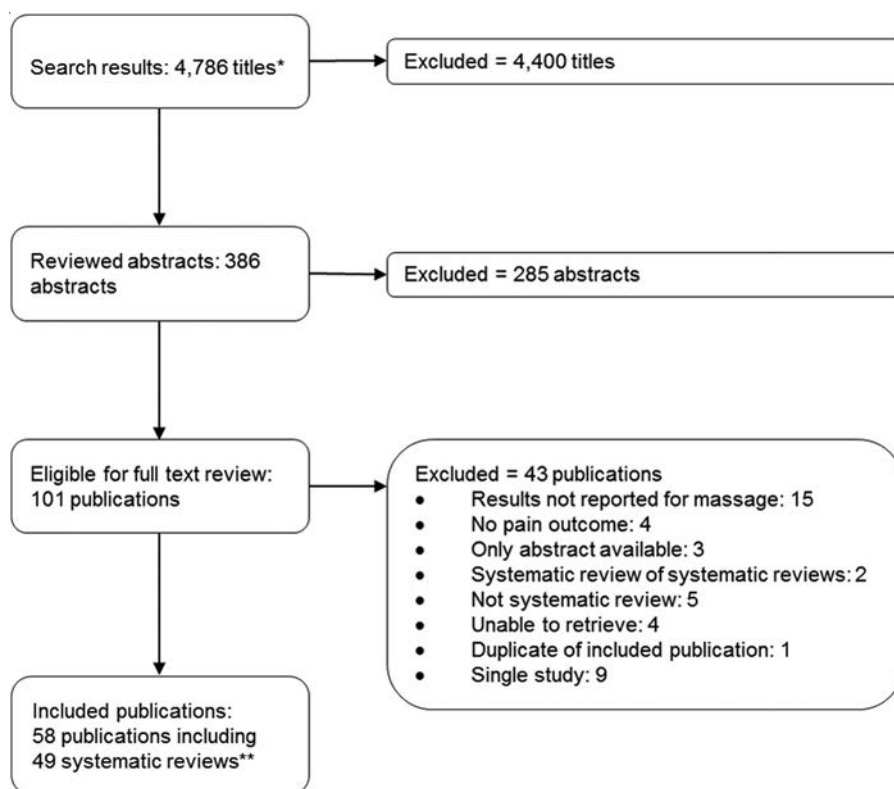 Search results: 4,786 titles*
Excluded = 4,400 titles
Reviewed abstracts: 386
abstracts
Excluded = 285 abstracts
Eligible for full text review:
101 publications
Excluded = 43 publications
• Results not reported for massage: 15
• No pain outcome: 4
• Only abstract available: 3
• Systematic review of systematic reviews: 2
• Not systematic review: 5
• Unable to retrieve: 4
• Duplicate of included publication: 1
• Single study: 9
Included publications:
58 publications including
49 systematic reviews**